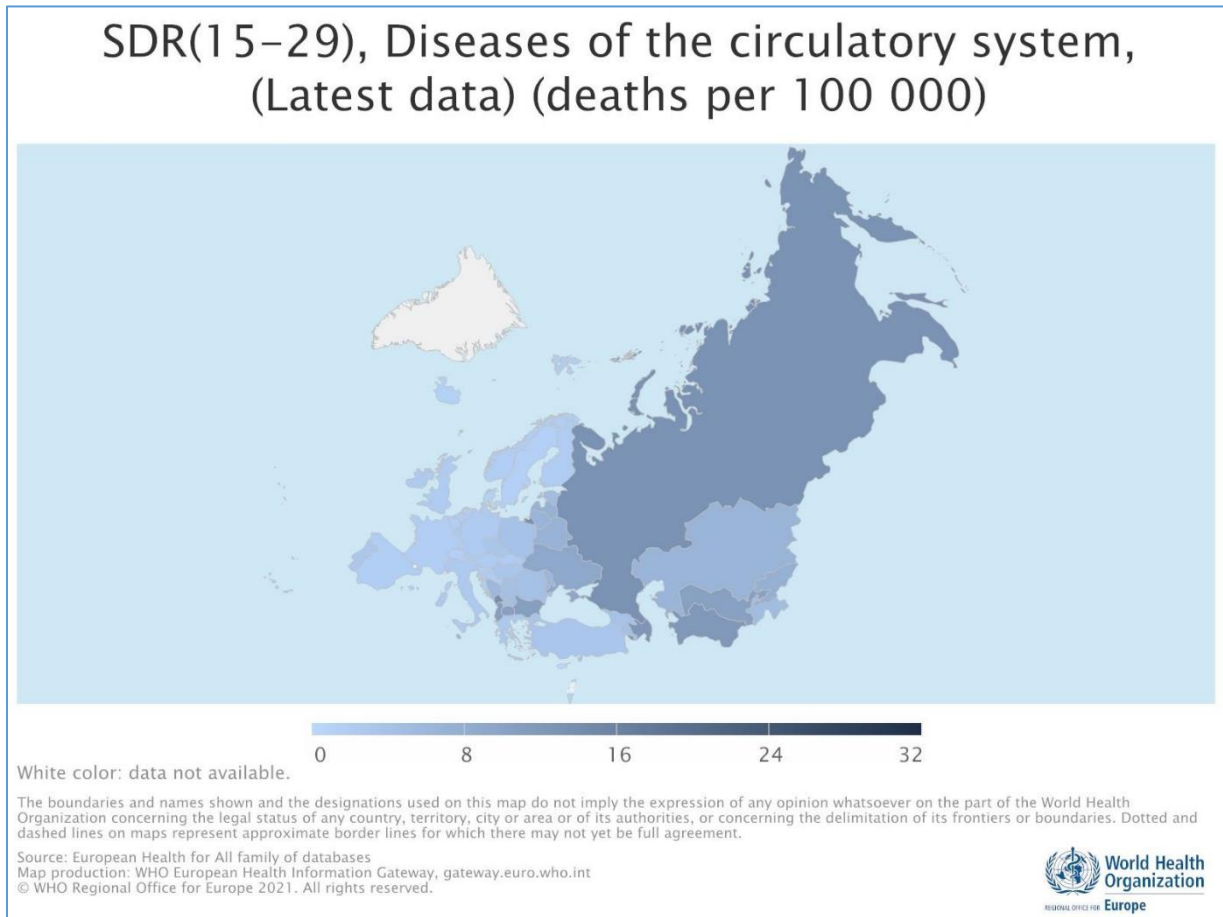 SDR(15-29), Diseases of the circulatory system,
(Latest data) (deaths per 100 000)
0 8 16 24 32
White color: data not available.
The boundaries and names shown and the designations used on this map do not imply the expression of any opinion whatsoever on the part of the World Health
Organization concerning the legal status of any country, territory, city or area or of its authorities, or concerning the delimitation of its frontiers or boundaries. Dotted and
dashed lines on maps represent approximate border lines for which there may not yet be full agreement.
Source: European Health for All family of databases
Map production: WHO European Health Information Gateway, gateway.euro.who.int
© WHO Regional Office for Europe 2021. All rights reserved.
World Health
Organization
REGIONAL OFFICE FOR Europe